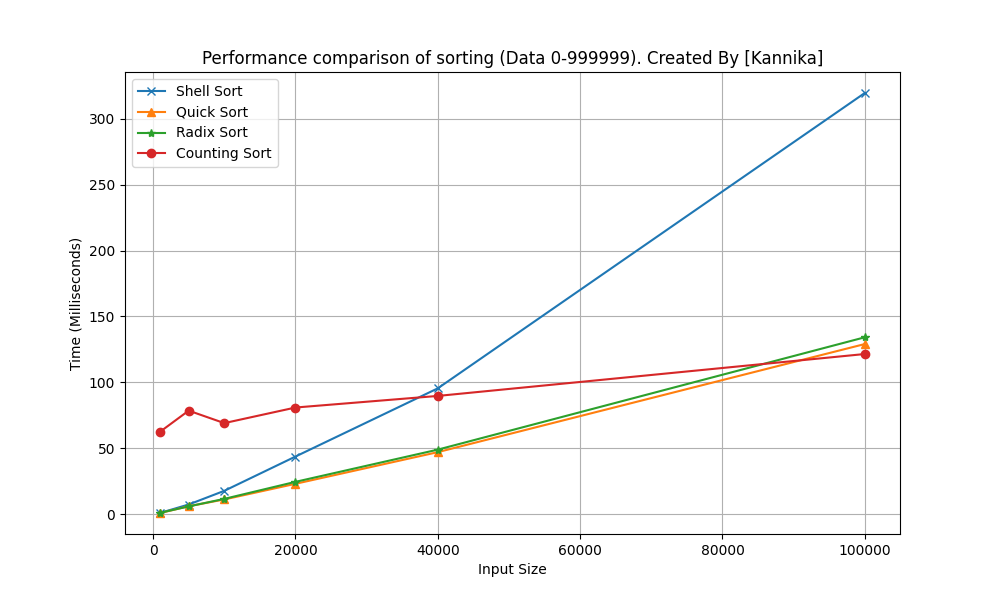 Performance comparison of sorting (Data 0-999999). Created By [Kannika]
Shell Sort
Quick Sort
Radix Sort
Counting Sort
300
250
200
150
100
50
0
Time (Milliseconds)
0 20000 40000 60000 80000 100000
Input Size